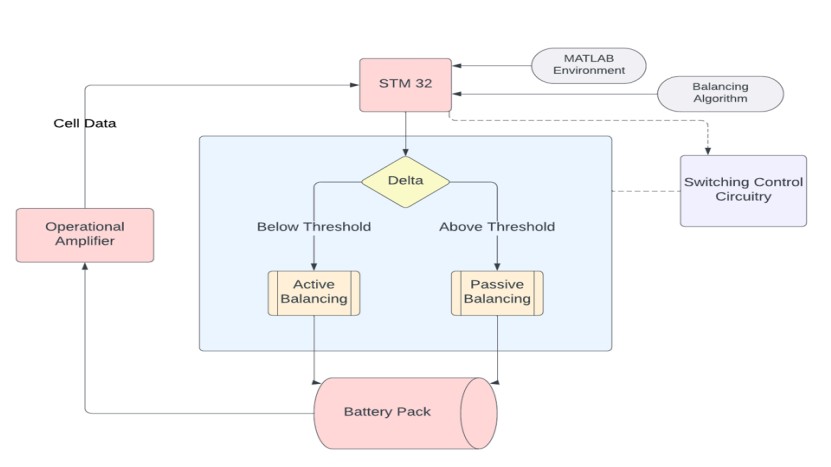 MATLAB
Environment
STM 32
Balancing
Algorithm
Cell Data
Delta
Switching Control
Circuitry
Operational
Amplifier
Below Threshold
Above Threshold
Active
Balancing
Passive
Balancing
Battery Pack